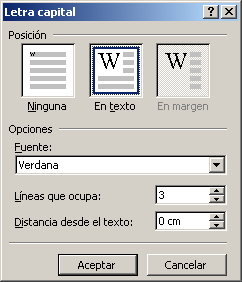 Letra capital
Posición
W W W
Ninguna En texto En margen
Opciones
Fuente:
Verdana
Líneas que ocupa: 3
Distancia desde el texto: 0 cm
Aceptar Cancelar